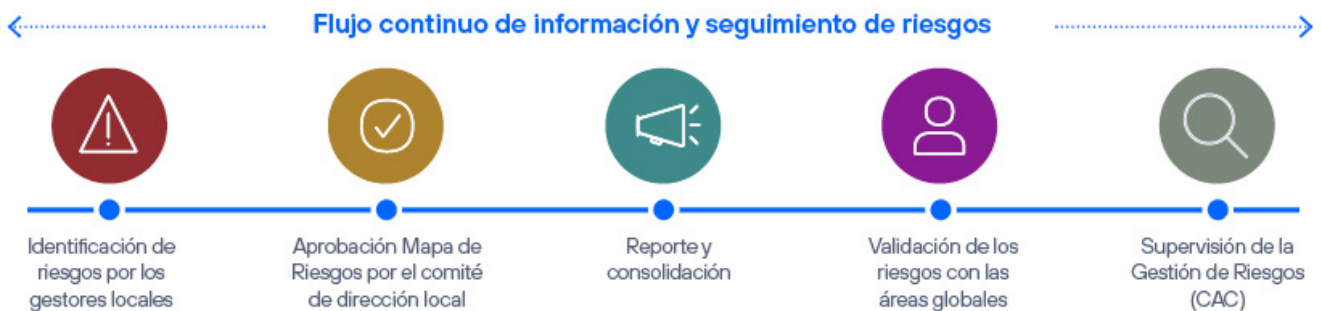 Flujo continuo de información y seguimiento de riesgos
Identificación de
riesgos por los
gestores locales
Aprobación Mapa de
Riesgos por el comité
de dirección local
Reporte y
consolidación
Validación de los
riesgos con las
áreas globales
Supervisión de la
Gestión de Riesgos
(CAC)